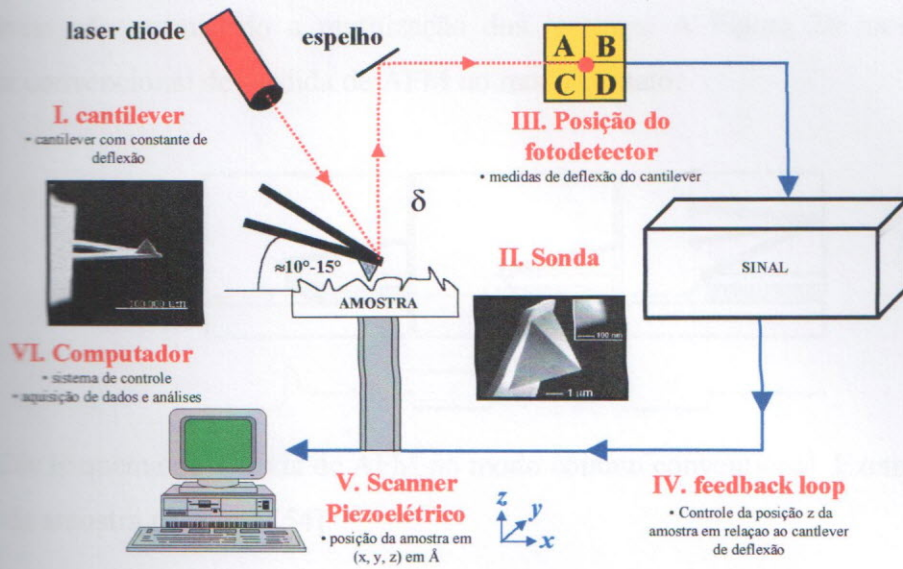 laser diode
espelho
A B
C D
I. cantilever
• cantilever com constante de
deflexão
III. Posição do
fotodetector
• medidas de deflexão do cantilever
δ
≈10°-15°
AMOSTRA
II. Sonda
100 nm
1 μm
SINAL
VI. Computador
• sistema de controle
• aquisição de dados e análises
V. Scanner
Piezoelétrico
• posição da amostra em
(x, y, z) em Å
z
y
x
IV. feedback loop
• Controle da posição z da
amostra em relaçao ao cantlever
de deflexão